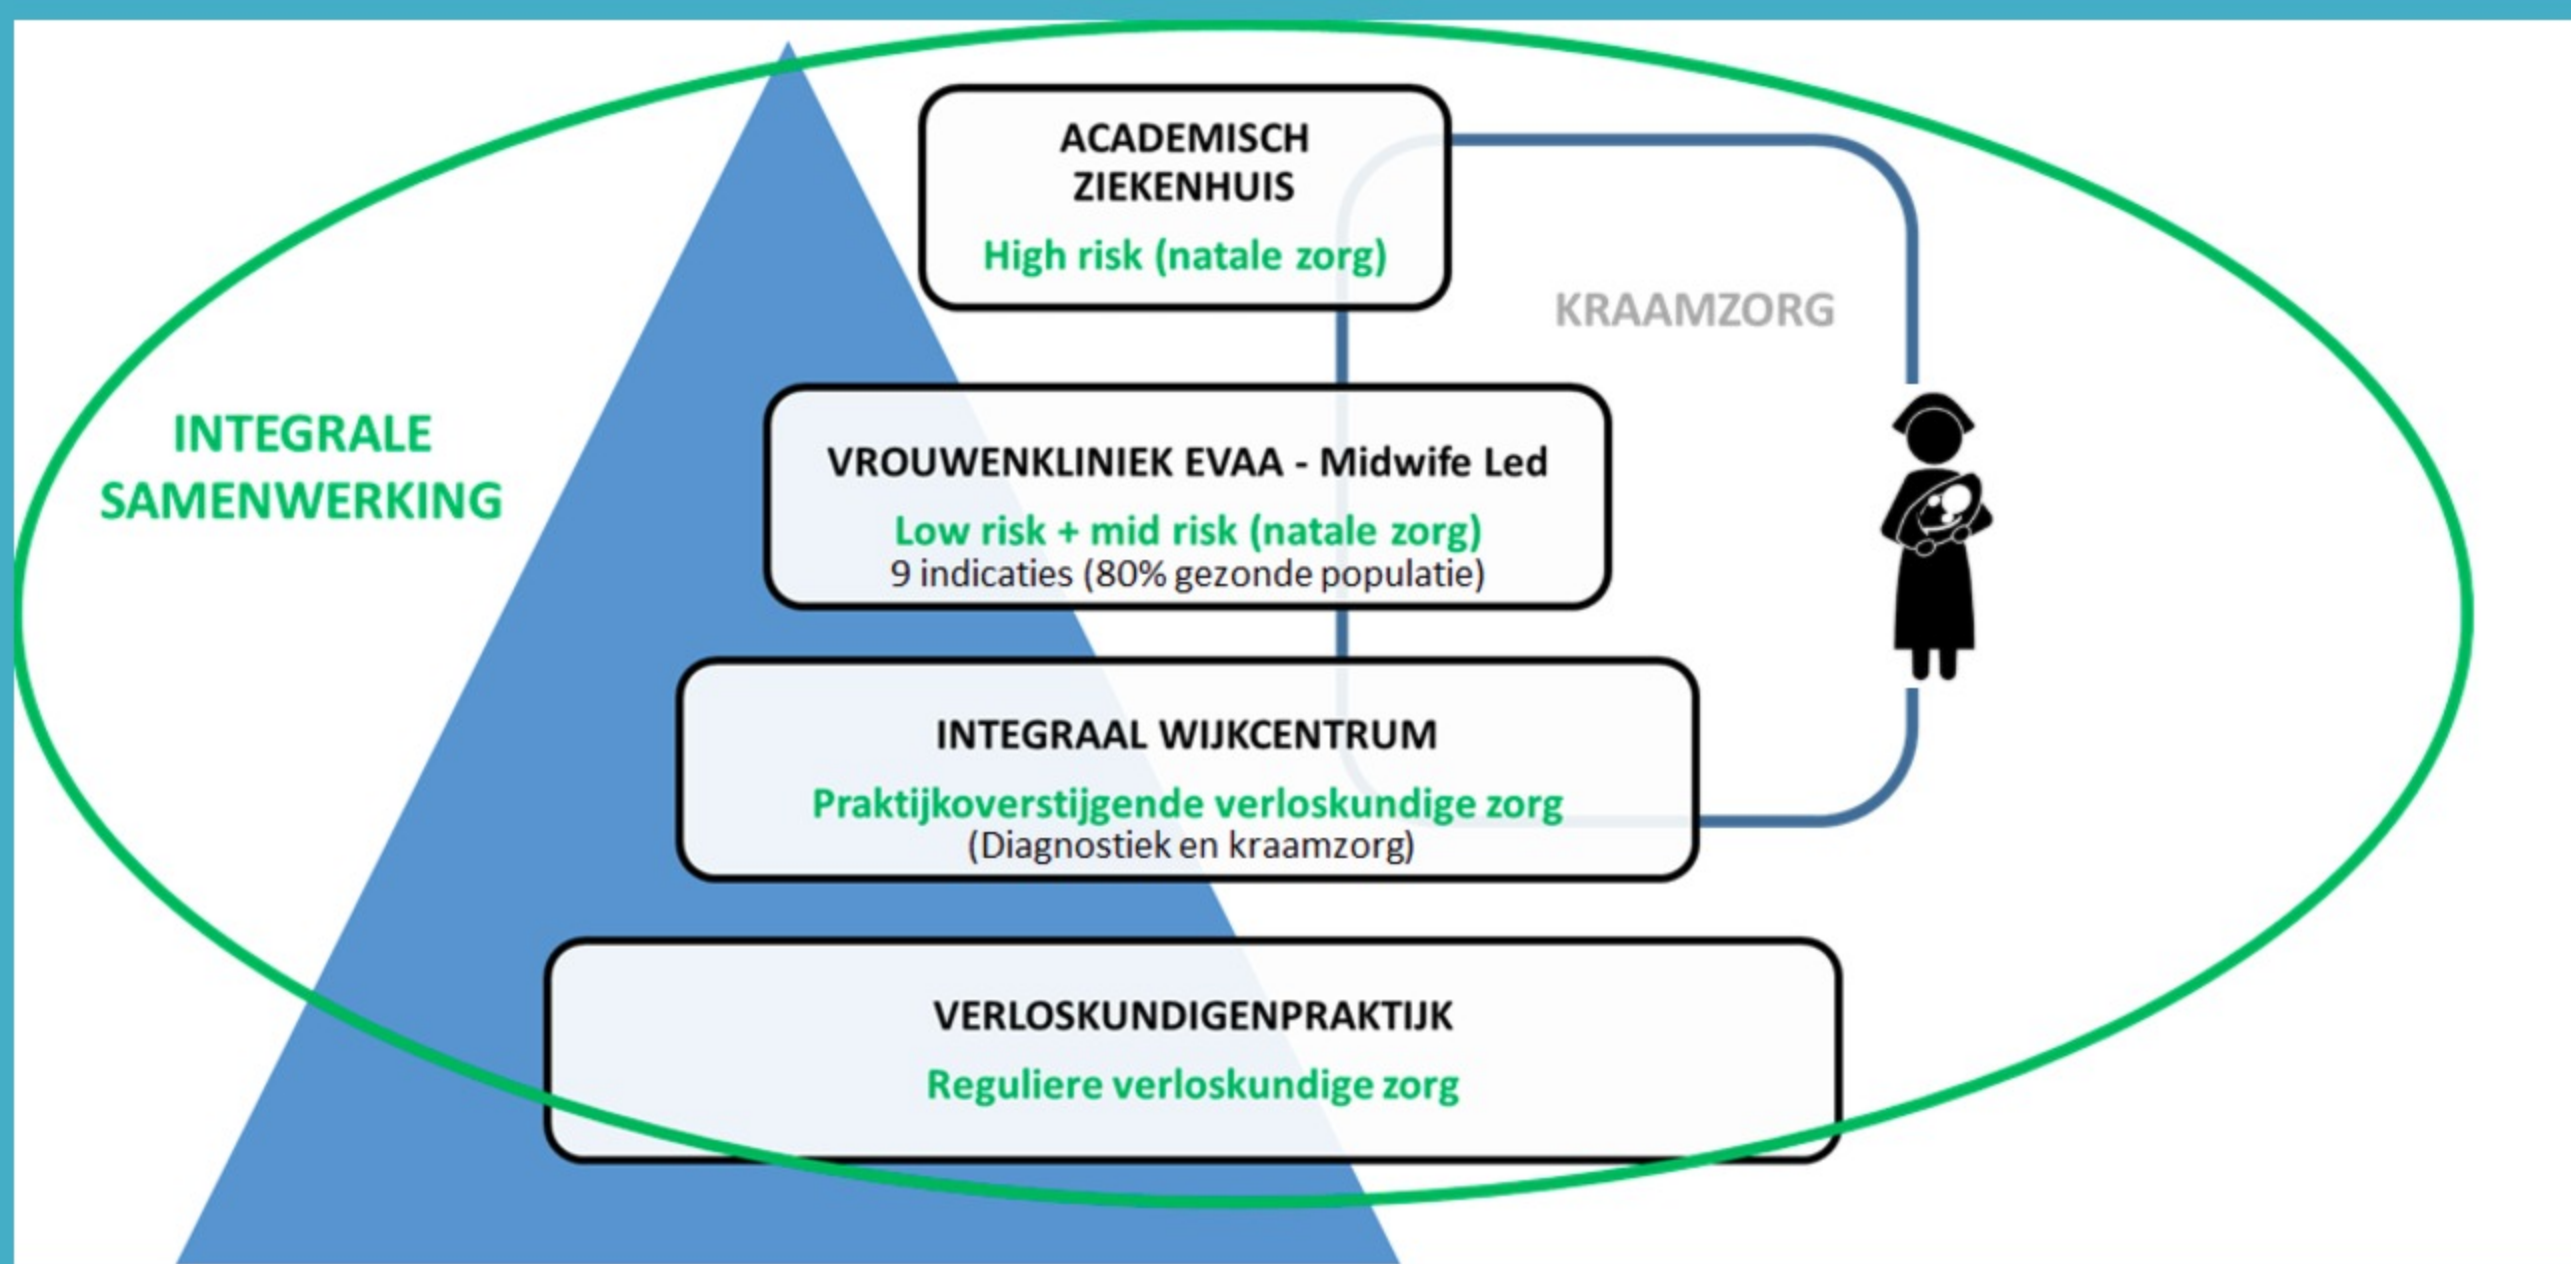 ACADEMISCH
ZIEKENHUIS
High risk (natale zorg)
KRAAMZORG
INTEGRALE
SAMENWERKING
VROUWENKLINIEK EVAA - Midwife Led
Low risk + mid risk (natale zorg)
9 indicaties (80% gezonde populatie)
INTEGRAAL WIJKCENTRUM
Praktijkoverstijgende verloskundige zorg
(Diagnostiek en kraamzorg)
VERLOSKUNDIGENPRAKTIJK
Reguliere verloskundige zorg